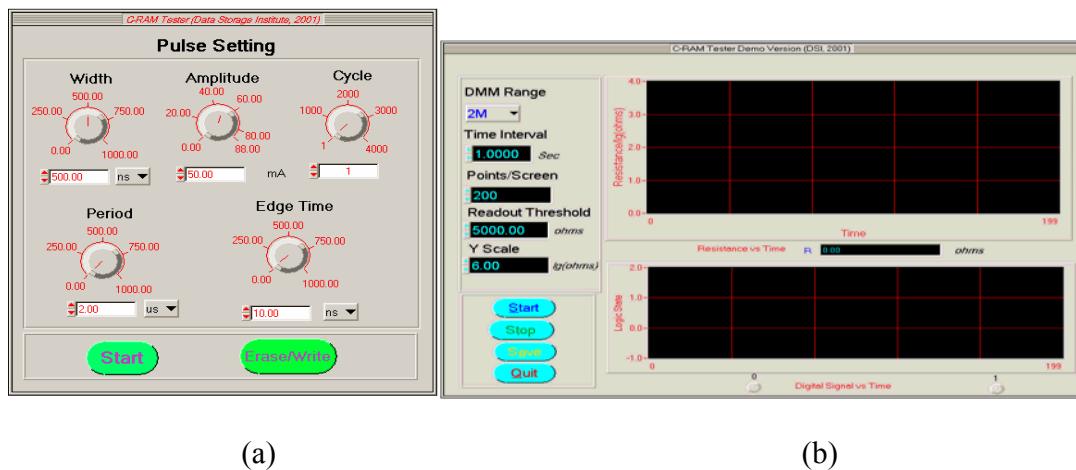 C-RAM Tester (Data Storage Institute, 2001)
Pulse Setting
Width
500.00
250.00 750.00
0.00 1000.00
500.00 ns
Amplitude
40.00
20.00 60.00
80.00
0.00 88.00
50.00 mA
Cycle
2000
1000 3000
1 4000
1
Period
500.00
250.00 750.00
0.00 1000.00
2.00 us
Edge Time
500.00
250.00 750.00
0.00 1000.00
10.00 ns
Start
Erase/Write
C-RAM Tester Demo Version (DSI, 2001)
DMM Range
2M
Time Interval
1.0000 Sec
Points/Screen
200
Readout Threshold
5000.00 ohms
Y Scale
6.00 lg(ohms)
Start
Stop
Save
Quit
Resistance/lg(ohms)
4.0
3.0
2.0
1.0
0.0
0 199
Time
Resistance vs Time R 0.00 ohms
Logic State
2.0
1.0
0.0
-1.0
0 199
0 Digital Signal vs Time 1
(a)
(b)